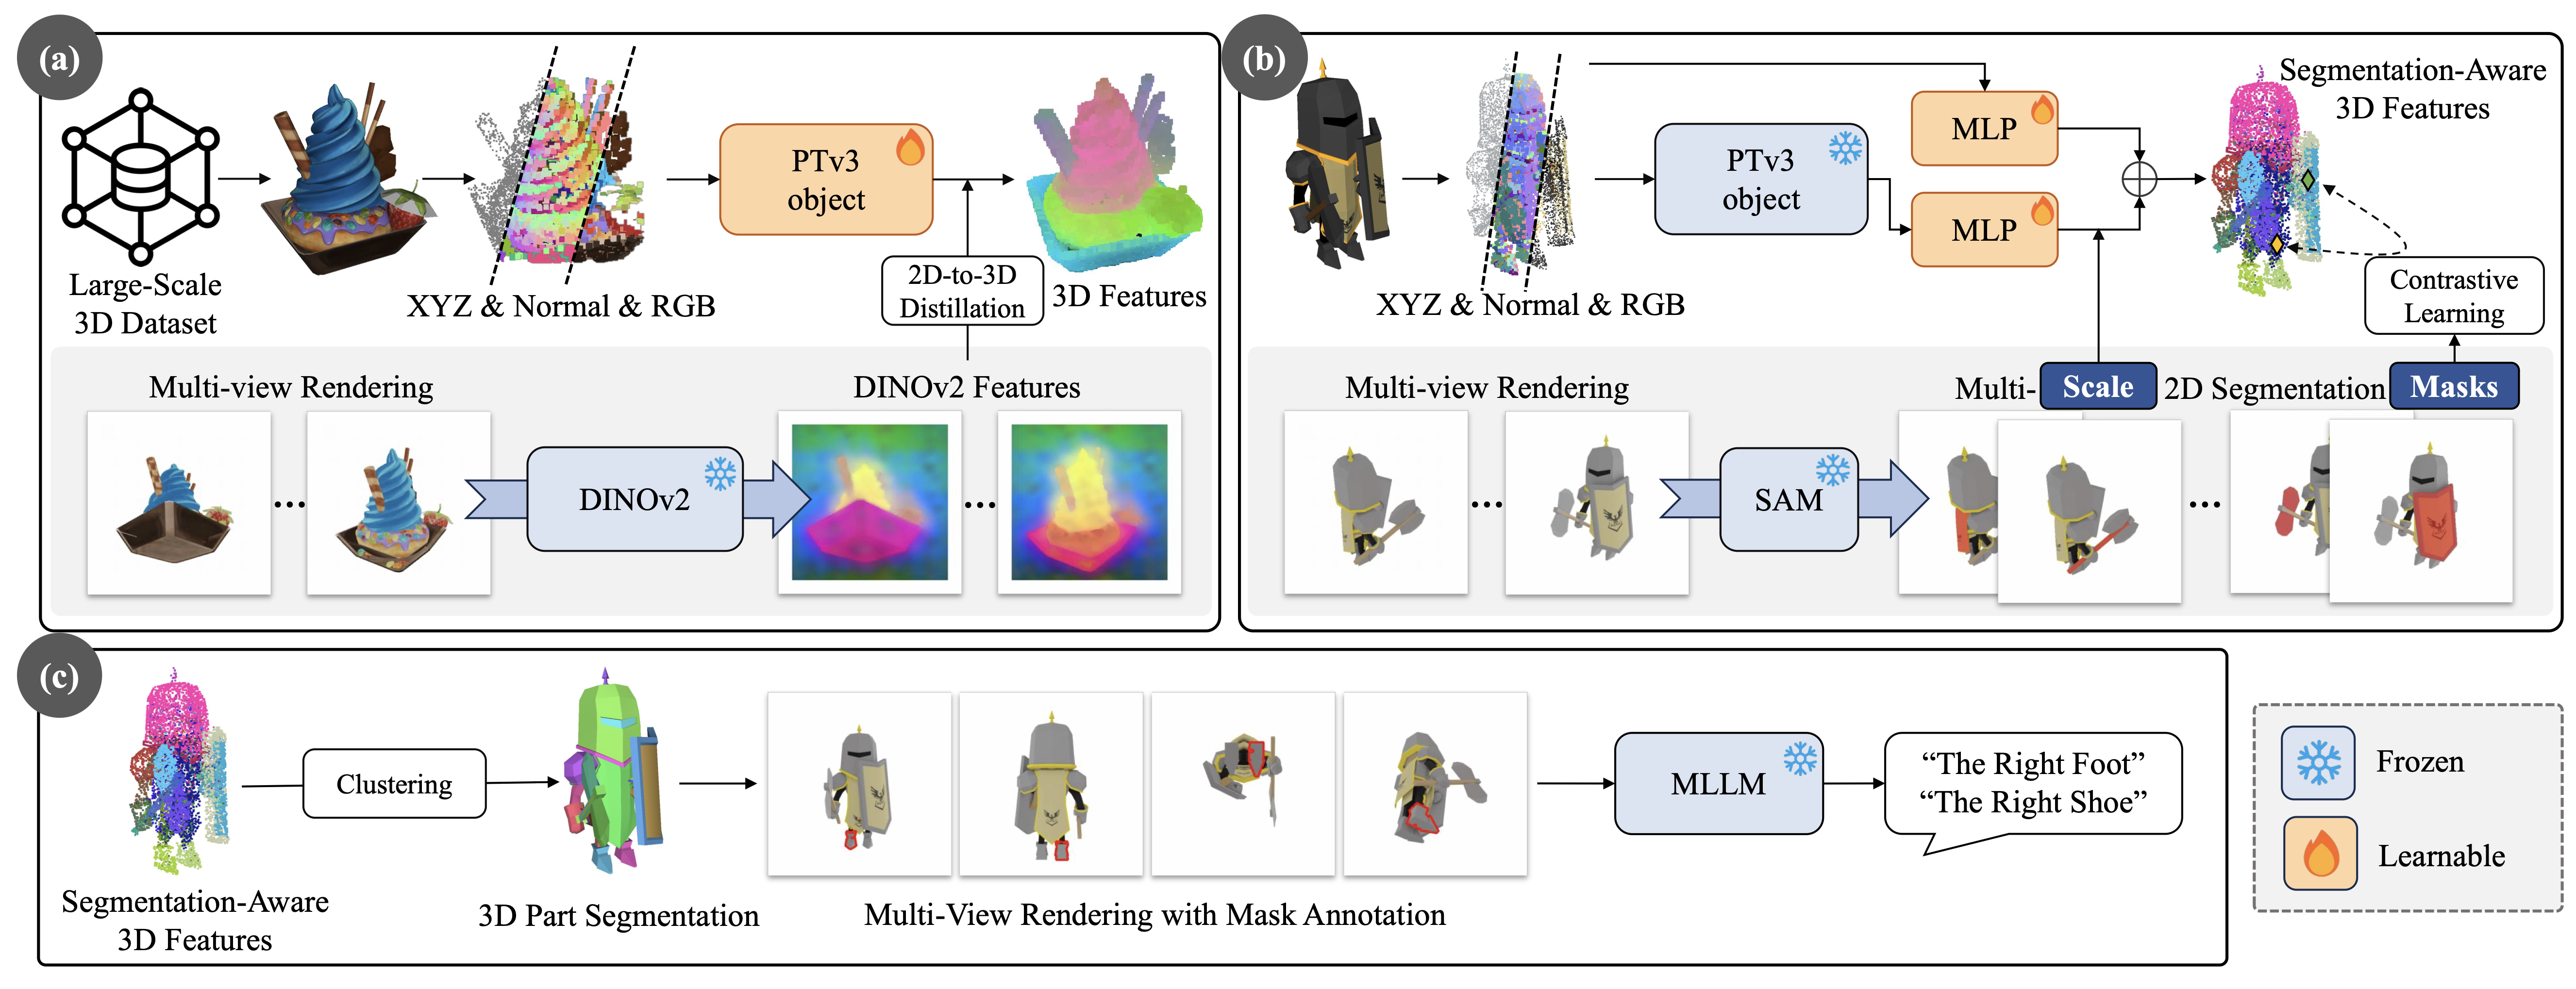 (a)
Large-Scale
3D Dataset
XYZ & Normal & RGB
PTv3
object
2D-to-3D
Distillation
3D Features
Multi-view Rendering
DINOv2
DINOv2 Features
(b)
XYZ & Normal & RGB
PTv3
object
MLP
MLP
Segmentation-Aware
3D Features
Contrastive
Learning
Multi-view Rendering
SAM
Multi- Scale 2D Segmentation Masks
(c)
Segmentation-Aware
3D Features
Clustering
3D Part Segmentation
Multi-View Rendering with Mask Annotation
MLLM
“The Right Foot”
“The Right Shoe”
Frozen
Learnable